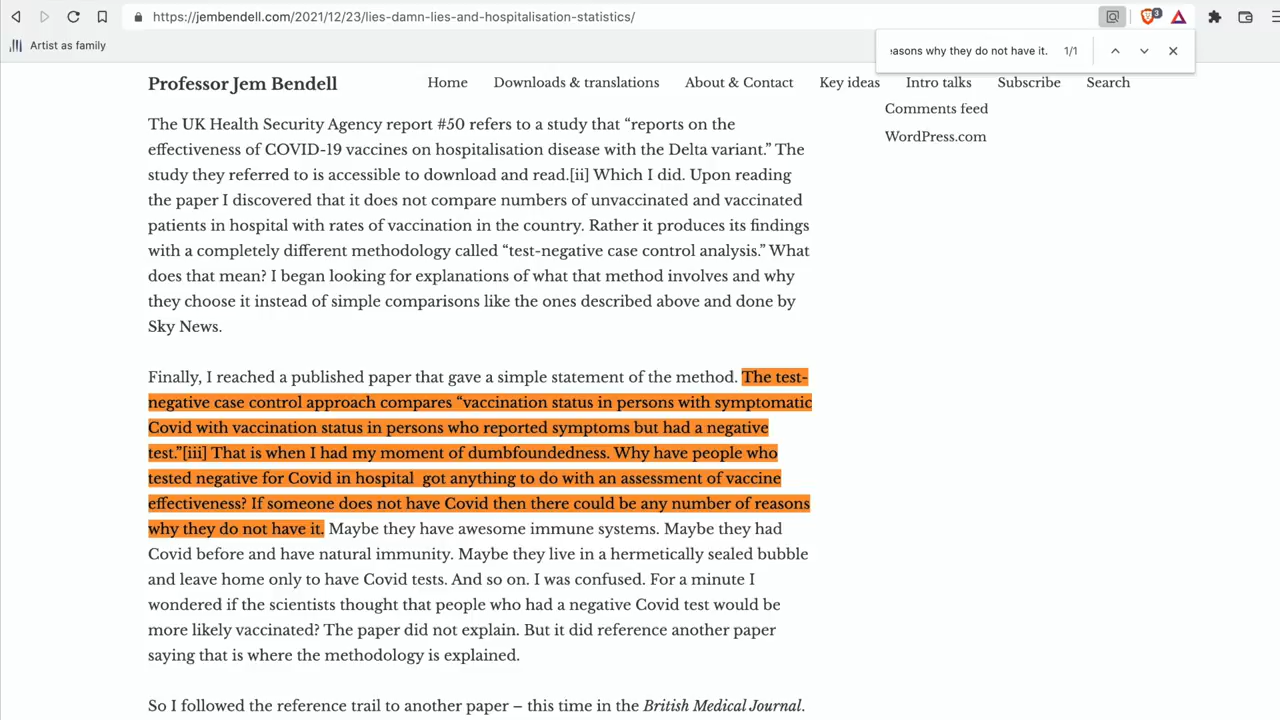 https://jembendell.com/2021/12/23/lies-damn-lies-and-hospitalisation-statistics/
3
Artist as family
easons why they do not have it. 1/1
Professor Jem Bendell
Home Downloads & translations About & Contact Key ideas Intro talks Subscribe Search
Comments feed
WordPress.com
The UK Health Security Agency report #50 refers to a study that “reports on the
effectiveness of COVID-19 vaccines on hospitalisation disease with the Delta variant.” The
study they referred to is accessible to download and read.[ii] Which I did. Upon reading
the paper I discovered that it does not compare numbers of unvaccinated and vaccinated
patients in hospital with rates of vaccination in the country. Rather it produces its findings
with a completely different methodology called “test-negative case control analysis.” What
does that mean? I began looking for explanations of what that method involves and why
they choose it instead of simple comparisons like the ones described above and done by
Sky News.
Finally, I reached a published paper that gave a simple statement of the method. The test-
negative case control approach compares “vaccination status in persons with symptomatic
Covid with vaccination status in persons who reported symptoms but had a negative
test.”[iii] That is when I had my moment of dumbfoundedness. Why have people who
tested negative for Covid in hospital got anything to do with an assessment of vaccine
effectiveness? If someone does not have Covid then there could be any number of reasons
why they do not have it. Maybe they have awesome immune systems. Maybe they had
Covid before and have natural immunity. Maybe they live in a hermetically sealed bubble
and leave home only to have Covid tests. And so on. I was confused. For a minute I
wondered if the scientists thought that people who had a negative Covid test would be
more likely vaccinated? The paper did not explain. But it did reference another paper
saying that is where the methodology is explained.
So I followed the reference trail to another paper – this time in the British Medical Journal.